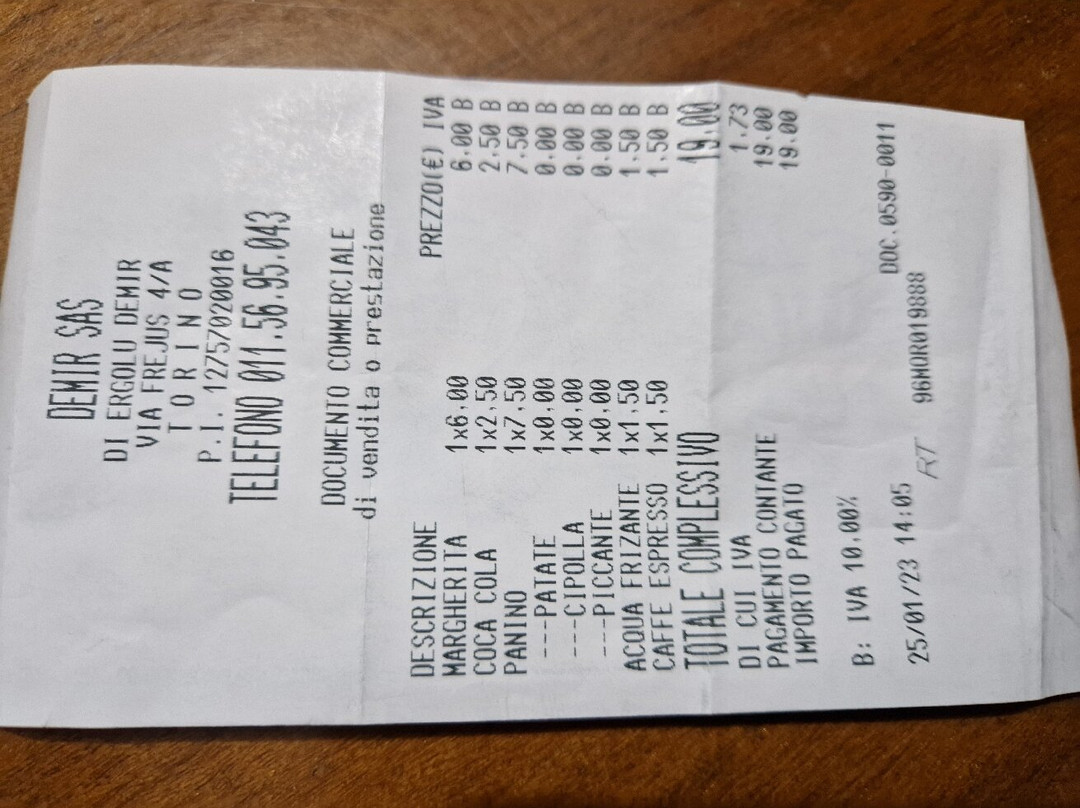 DEMIR SAS
DI ERGOLU DEMIR
VIA FREJUS 4/A
T O R I N O
P.I. 12757020016
TELEFONO 011.56.95.043
DOCUMENTO COMMERCIALE
di vendita o prestazione
DESCRIZIONE PREZZO(€) IVA
MARGHERITA 1x6,00 6,00 B
COCA COLA 1x2,50 2,50 B
PANINO 1x7,50 7,50 B
---PATATE 1x0,00 0,00 B
---CIPOLLA 1x0,00 0,00 B
---PICCANTE 1x0,00 0,00 B
ACQUA FRIZANTE 1x1,50 1,50 B
CAFFE ESPRESSO 1x1,50 1,50 B
TOTALE COMPLESSIVO 19,00
DI CUI IVA 1,73
PAGAMENTO CONTANTE 19,00
IMPORTO PAGATO 19,00
B: IVA 10,00%
25/01/23 14:05 DOC.0590-0011
RT 96MOR019888